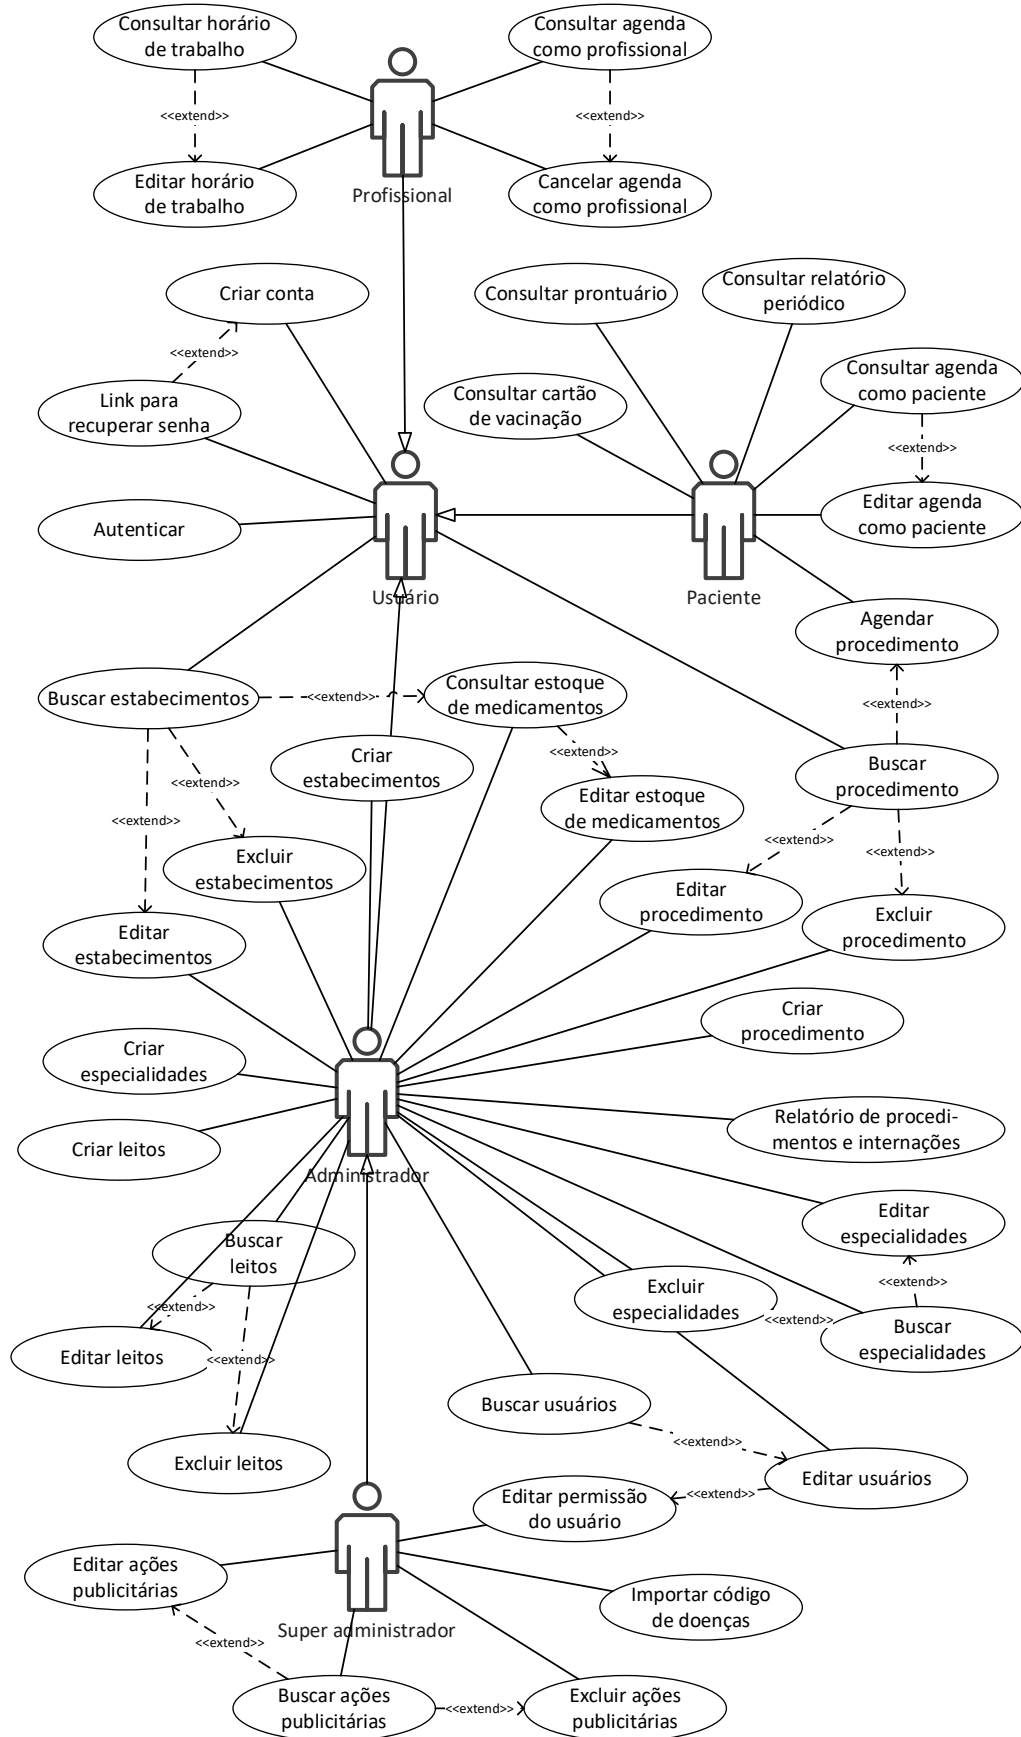 Consultar horário
de trabalho
Consultar agenda
como profissional
<<extend>>
<<extend>>
Editar horário
de trabalho
Profissional
Cancelar agenda
como profissional
Criar conta
Consultar prontuário
Consultar relatório
periódico
<<extend>>
Link para
recuperar senha
Consultar cartão
de vacinação
Consultar agenda
como paciente
<<extend>>
Autenticar
Editar agenda
como paciente
Usuário
Paciente
Agendar
procedimento
Buscar estabecimentos
<<extend>>
Consultar estoque
de medicamentos
<<extend>>
Criar
estabecimentos
<<extend>>
Buscar
procedimento
<<extend>>
<<extend>>
Editar estoque
de medicamentos
<<extend>>
<<extend>>
Excluir
estabecimentos
Editar
procedimento
Excluir
procedimento
Editar
estabecimentos
Criar
procedimento
Criar
especialidades
Relatório de procedi-
mentos e internações
Criar leitos
Administrador
Editar
especialidades
Buscar
leitos
<<extend>>
Excluir
especialidades
<<extend>>
<<extend>>
Buscar
especialidades
Editar leitos
<<extend>>
Buscar usuários
<<extend>>
Excluir leitos
Editar usuários
<<extend>>
Editar permissão
do usuário
Editar ações
publicitárias
Importar código
de doenças
Super administrador
<<extend>>
Buscar ações
publicitárias
<<extend>>
Excluir ações
publicitárias